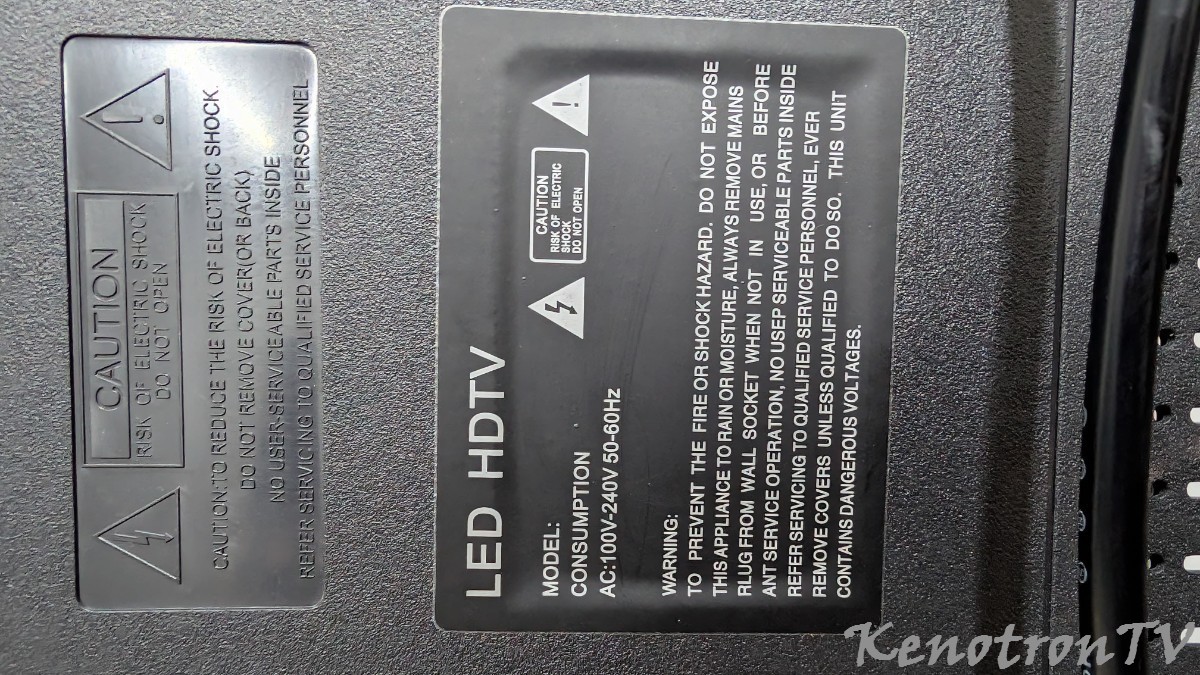 CAUTION
RISK OF ELECTRIC SHOCK
DO NOT OPEN
CAUTION:TO REDUCE THE RISK OF ELECTRIC SHOCK.
DO NOT REMOVE COVER(OR BACK)
NO USER-SERVICEABLE PARTS INSIDE
REFER SERVICING TO QUALIFIED SERVICE PERSONNEL
LED HDTV
CAUTION
RISK OF ELECTRIC
SHOCK
DO NOT OPEN
MODEL:
CONSUMPTION
AC:100V-240V 50-60Hz
WARNING:
TO PREVENT THE FIRE OR SHOCK HAZARD. DO NOT EXPOSE
THIS APPLIANCE TO RAIN OR MOISTURE, ALWAYS REMOVE MAINS
RLUG FROM WALL SOCKET WHEN NOT IN USE, OR BEFORE
ANT SERVICE OPERATION, NO USEP SERVICEABLE PARTS INSIDE
REFER SERVICING TO QUALIFIED SERVICE PERSONNEL, EVER
REMOVE COVERS UNLESS QUALIFIED TO DO SO. THIS UNIT
CONTAINS DANGEROUS VOLTAGES.
KenotronTV